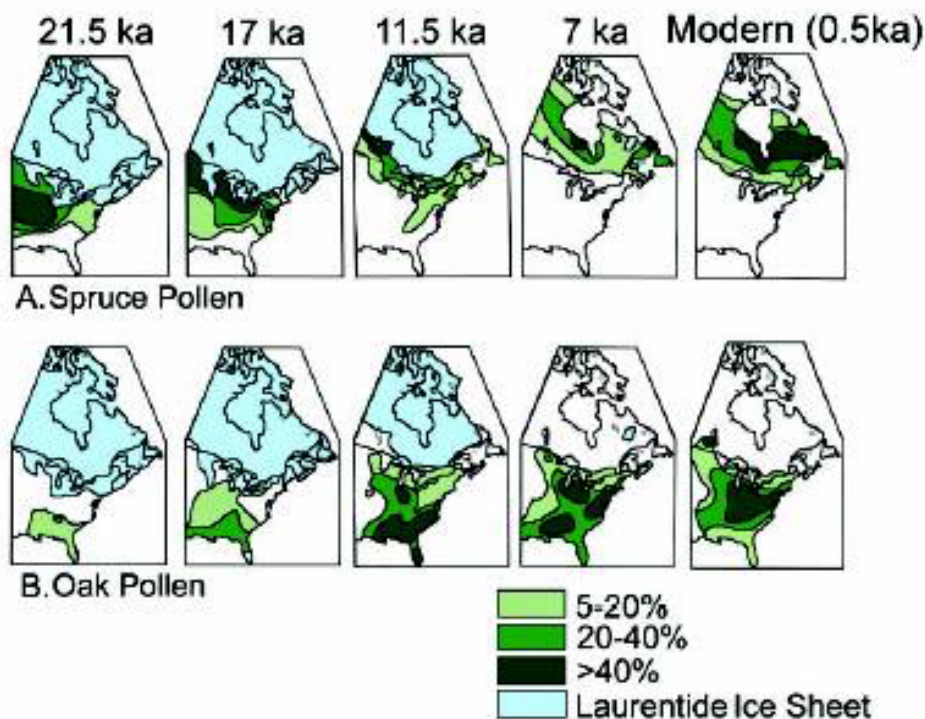 21.5 ka 17 ka 11.5 ka 7 ka Modern (0.5ka)
A. Spruce Pollen
B. Oak Pollen
5-20%
20-40%
>40%
Laurentide Ice Sheet